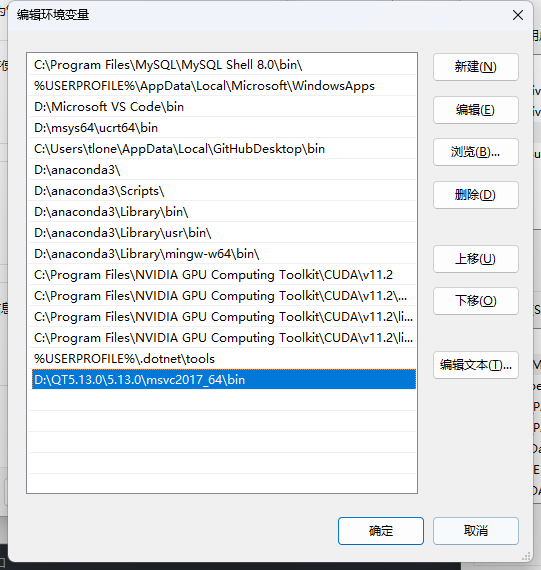 编辑环境变量
C:\Program Files\MySQL\MySQL Shell 8.0\bin\
新建(N)
%USERPROFILE%\AppData\Local\Microsoft\WindowsApps
D:\Microsoft VS Code\bin
编辑(E)
D:\msys64\ucrt64\bin
C:\Users\tlone\AppData\Local\GitHubDesktop\bin
浏览(B)...
D:\anaconda3\
D:\anaconda3\Scripts\
删除(D)
D:\anaconda3\Library\bin\
D:\anaconda3\Library\usr\bin\
D:\anaconda3\Library\mingw-w64\bin\
上移(U)
C:\Program Files\NVIDIA GPU Computing Toolkit\CUDA\v11.2
C:\Program Files\NVIDIA GPU Computing Toolkit\CUDA\v11.2\...
下移(O)
C:\Program Files\NVIDIA GPU Computing Toolkit\CUDA\v11.2\li...
C:\Program Files\NVIDIA GPU Computing Toolkit\CUDA\v11.2\li...
%USERPROFILE%\.dotnet\tools
编辑文本(T)...
D:\QT5.13.0\5.13.0\msvc2017_64\bin
确定
取消